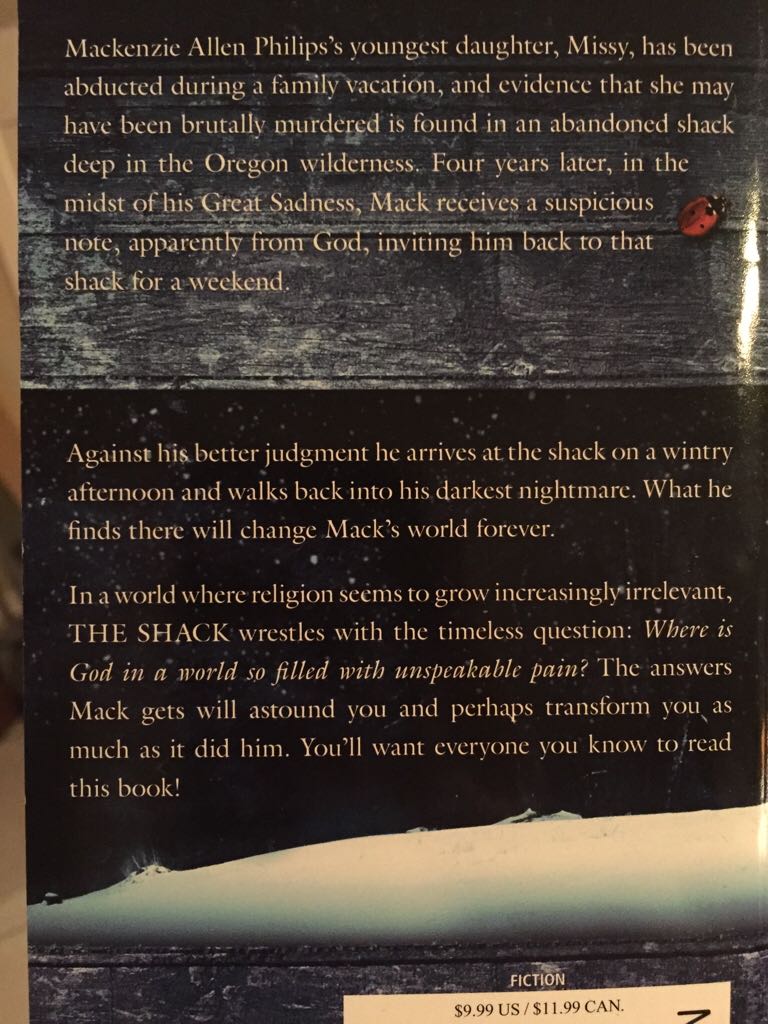 Mackenzie Allen Philips's youngest daughter, Missy, has been
abducted during a family vacation, and evidence that she may
have been brutally murdered is found in an abandoned shack
deep in the Oregon wilderness. Four years later, in the
midst of his Great Sadness, Mack receives a suspicious
note, apparently from God, inviting him back to that
shack for a weekend.
Against his better judgment he arrives at the shack on a wintry
afternoon and walks back into his darkest nightmare. What he
finds there will change Mack's world forever.
In a world where religion seems to grow increasingly irrelevant,
THE SHACK wrestles with the timeless question: Where is
God in a world so filled with unspeakable pain? The answers
Mack gets will astound you and perhaps transform you as
much as it did him. You'll want everyone you know to read
this book!
FICTION
$9.99 US / $11.99 CAN.